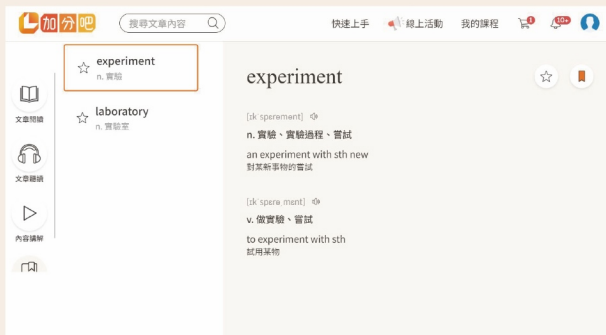 加分吧
搜尋文章內容
快速上手
線上活動
我的課程
10+
文章閱讀
文章聽讀
內容講解
experiment
n. 實驗
laboratory
n. 實驗室
experiment
n. 實驗、實驗過程、嘗試
an experiment with sth new
對某新事物的嘗試
v. 做實驗、嘗試
to experiment with sth
試用某物